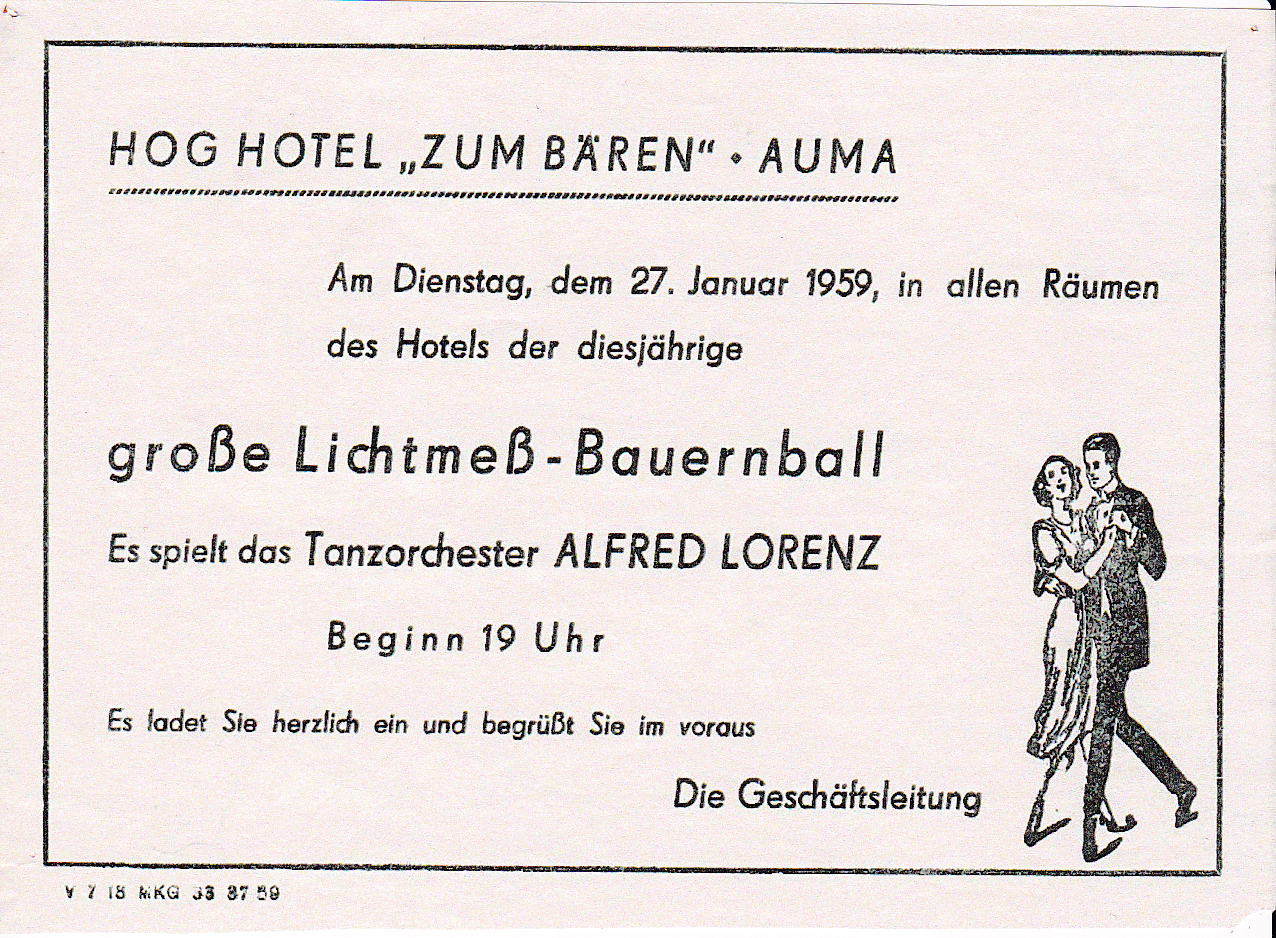 HOG HOTEL „ZUM BÄREN“ • AUMA
Am Dienstag, dem 27. Januar 1959, in allen Räumen
des Hotels der diesjährige
große Lichtmeß-Bauernball
Es spielt das Tanzorchester ALFRED LORENZ
Beginn 19 Uhr
Es ladet Sie herzlich ein und begrüßt Sie im voraus
Die Geschäftsleitung
V 7 18 MKG 33 87 59